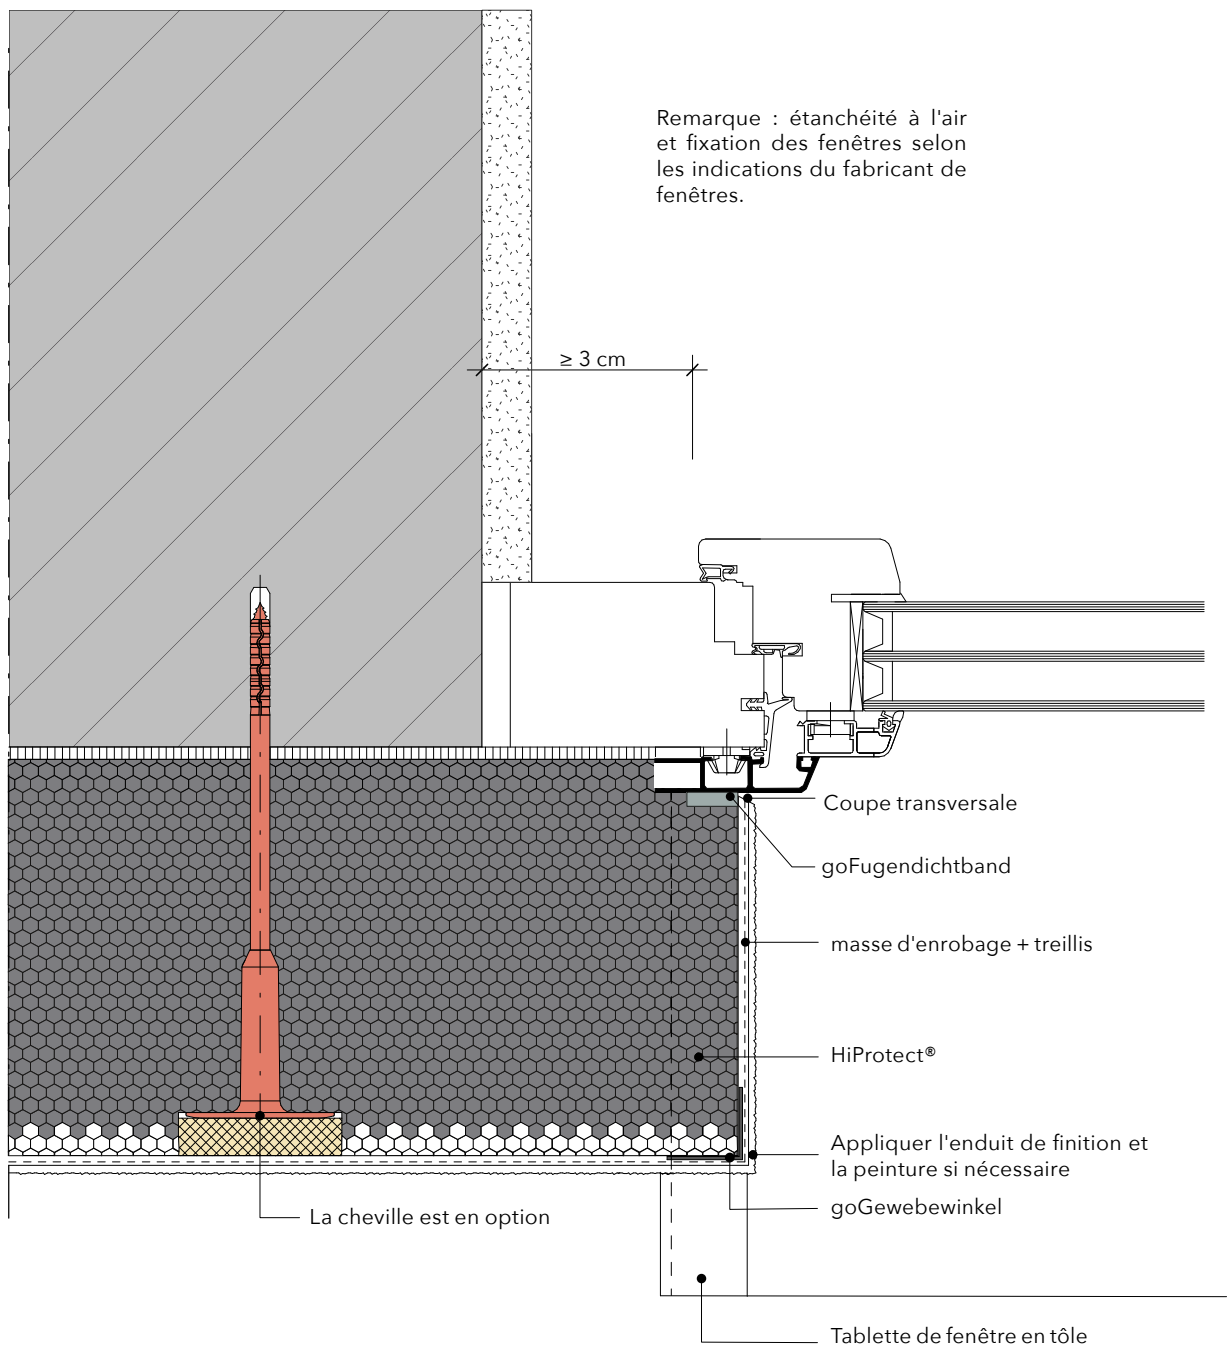 Remarque : étanchéité à l'air
et fixation des fenêtres selon
les indications du fabricant de
fenêtres.
≥ 3 cm
Coupe transversale
goFugendichtband
masse d'enrobage + treillis
HiProtect®
Appliquer l'enduit de finition et
la peinture si nécessaire
goGewebewinkel
La cheville est en option
Tablette de fenêtre en tôle